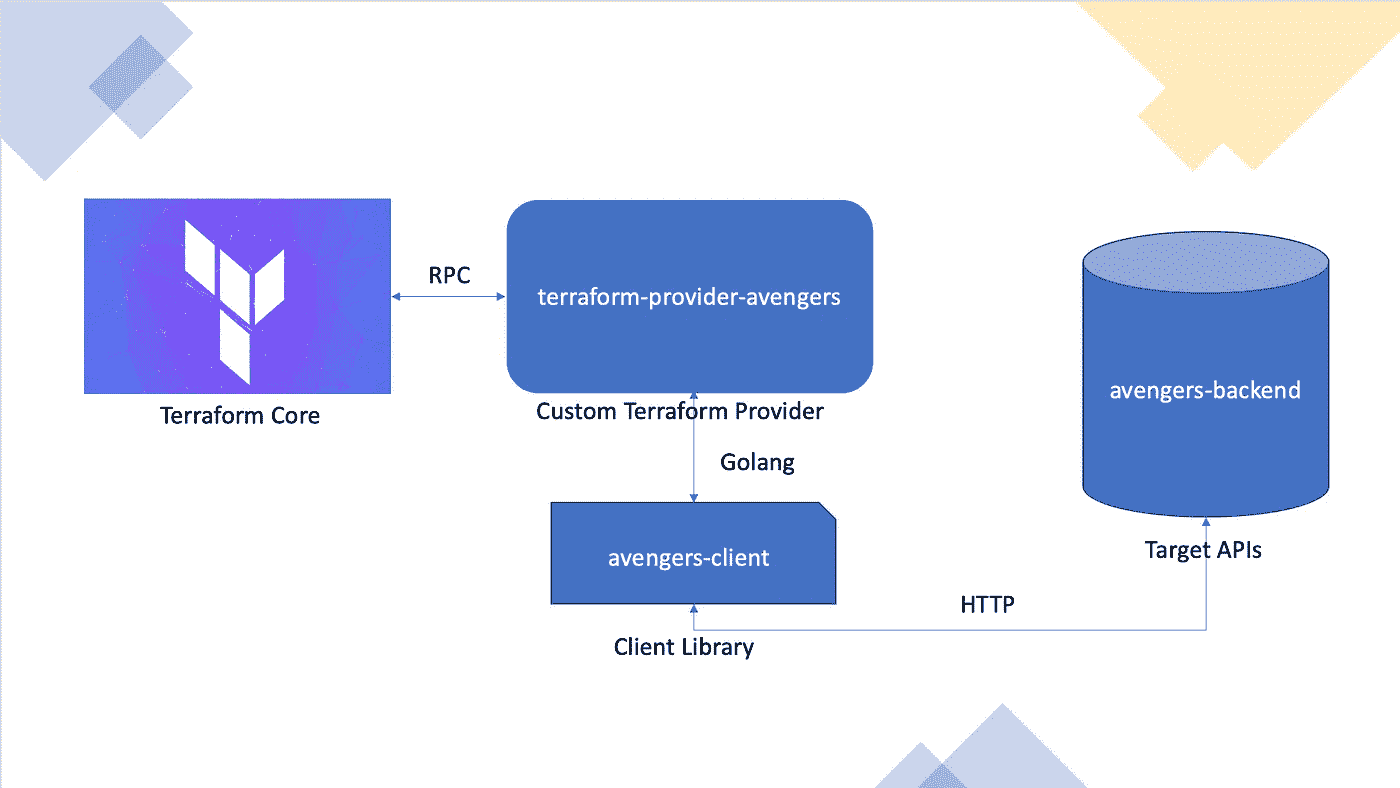 RPC
terraform-provider-avengers
Terraform Core
Custom Terraform Provider
Golang
avengers-client
Client Library
HTTP
avengers-backend
Target APIs